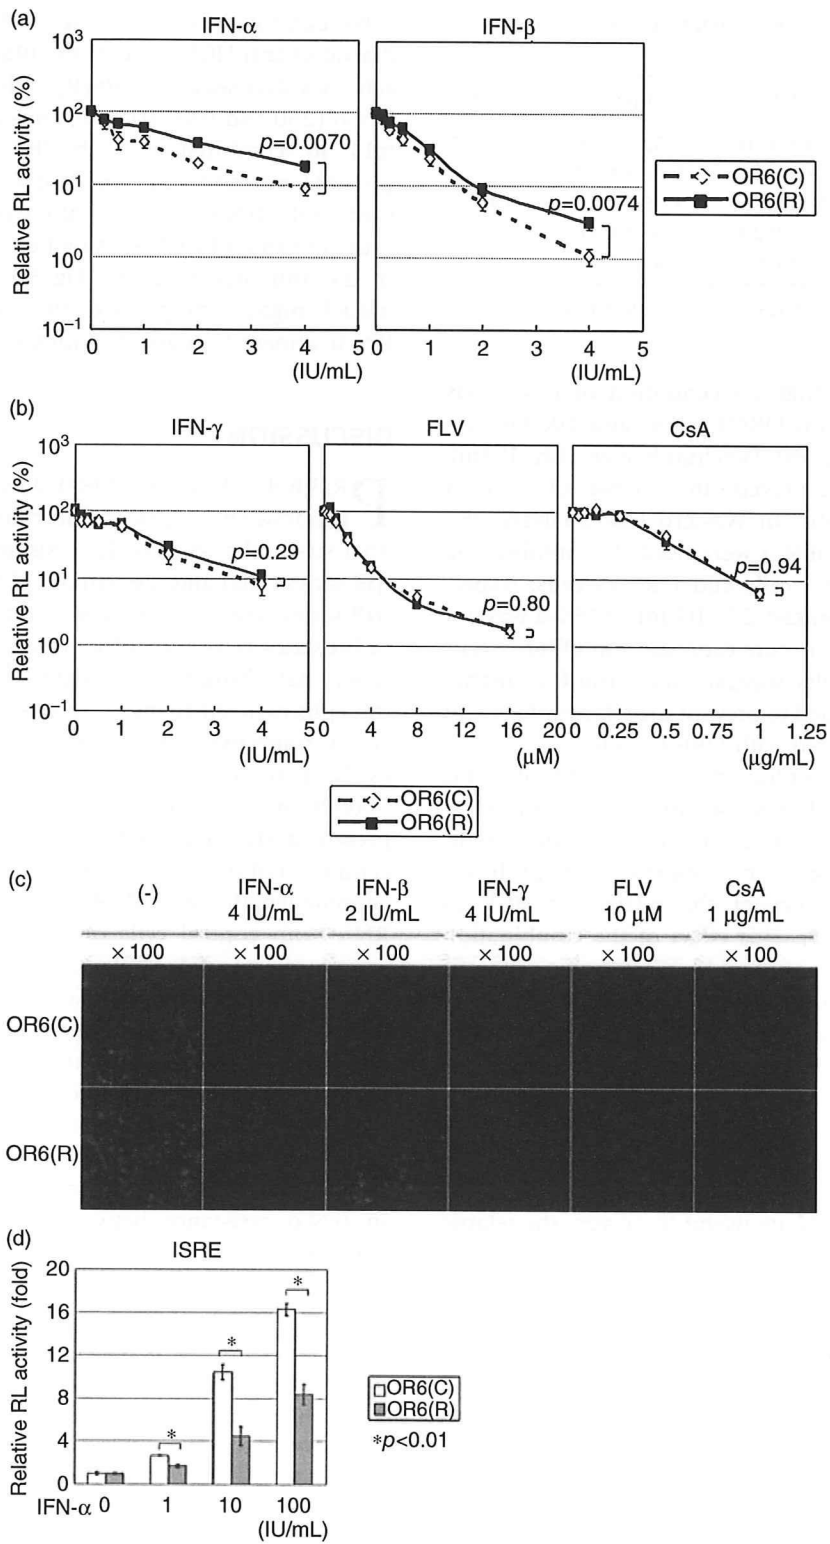 (a)
IFN-α
IFN-β
Relative RL activity (%)
10³
10²
10¹
10⁰
10⁻¹
p=0.0070
p=0.0074
0 1 2 3 4 5
(IU/mL)
0 1 2 3 4 5
(IU/mL)
OR6(C)
OR6(R)
(b)
IFN-γ
FLV
CsA
Relative RL activity (%)
10³
10²
10¹
10⁰
10⁻¹
p=0.29
p=0.80
p=0.94
0 1 2 3 4 5
(IU/mL)
0 4 8 12 16 20
(μM)
0 0.25 0.5 0.75 1 1.25
(μg/mL)
OR6(C)
OR6(R)
(c)
(-)
IFN-α
4 IU/mL
IFN-β
2 IU/mL
IFN-γ
4 IU/mL
FLV
10 μM
CsA
1 μg/mL
×100 ×100 ×100 ×100 ×100 ×100
OR6(C)
OR6(R)
(d)
ISRE
Relative RL activity (fold)
20
16
12
8
4
0
*
*
*
IFN-α 0 1 10 100
(IU/mL)
OR6(C)
OR6(R)
*p<0.01